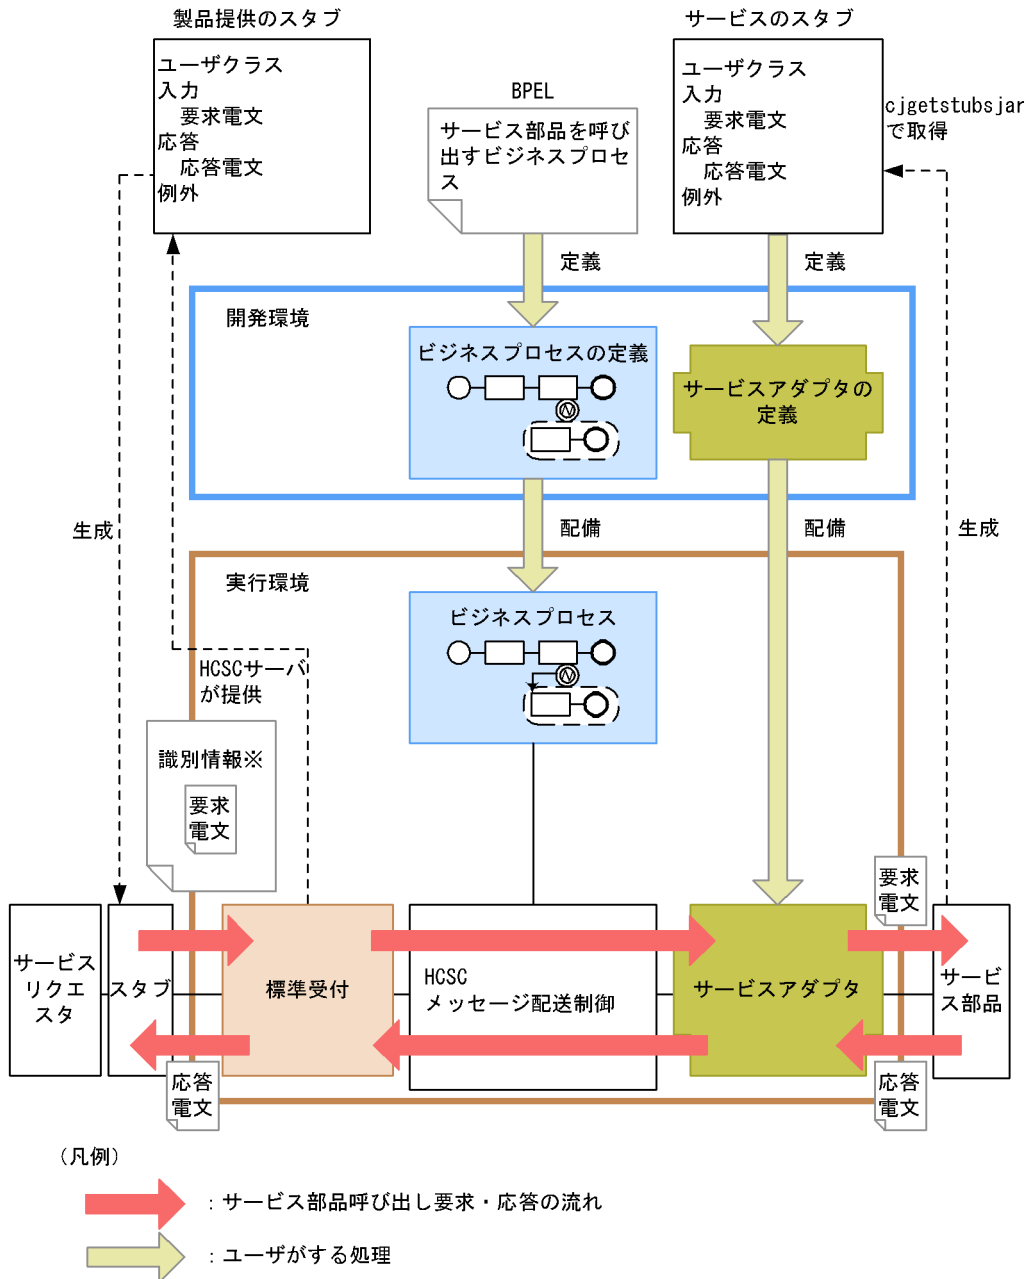 製品提供のスタブ
サービスのスタブ
ユーザクラス
入力
要求電文
応答
応答電文
例外
BPEL
サービス部品を呼び
出すビジネスプロセ
ス
ユーザクラス
入力
要求電文
応答
応答電文
例外
cjgetstubsjar
で取得
定義
定義
開発環境
ビジネスプロセスの定義
サービスアダプタの
定義
生成
配備
配備
生成
実行環境
ビジネスプロセス
HCSCサーバ
が提供
識別情報※
要求
電文
要求
電文
サービス
リクエ
スタ
スタブ
標準受付
HCSC
メッセージ配送制御
サービスアダプタ
サービ
ス部品
応答
電文
応答
電文
(凡例)
：サービス部品呼び出し要求・応答の流れ
：ユーザがする処理